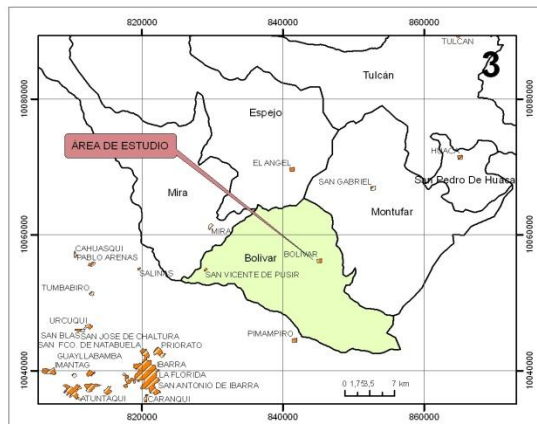 820000 840000 860000
TULCAN
3
Tulcán
10080000 10080000
Espejo
ÁREA DE ESTUDIO
HUACA
EL ANGEL
San Pedro De Huaca
SAN GABRIEL
Mira
Montufar
MIRA
10060000 10060000
CAHUASQUI
PABLO ARENAS
Bolívar
BOLIVAR
SALINAS
SAN VICENTE DE PUSIR
TUMBABIRO
URCUQUI
SAN BLAS
SAN JOSE DE CHALTURA
PIMAMPIRO
SAN FCO. DE NATABUELA
PRIORATO
GUAYLLABAMBA
IBARRA
10040000 10040000
IMANTAG
LA FLORIDA
SAN ANTONIO DE IBARRA
ATUNTAQUI
CARANQUI
0 1,753,5 7 km
820000 840000 860000